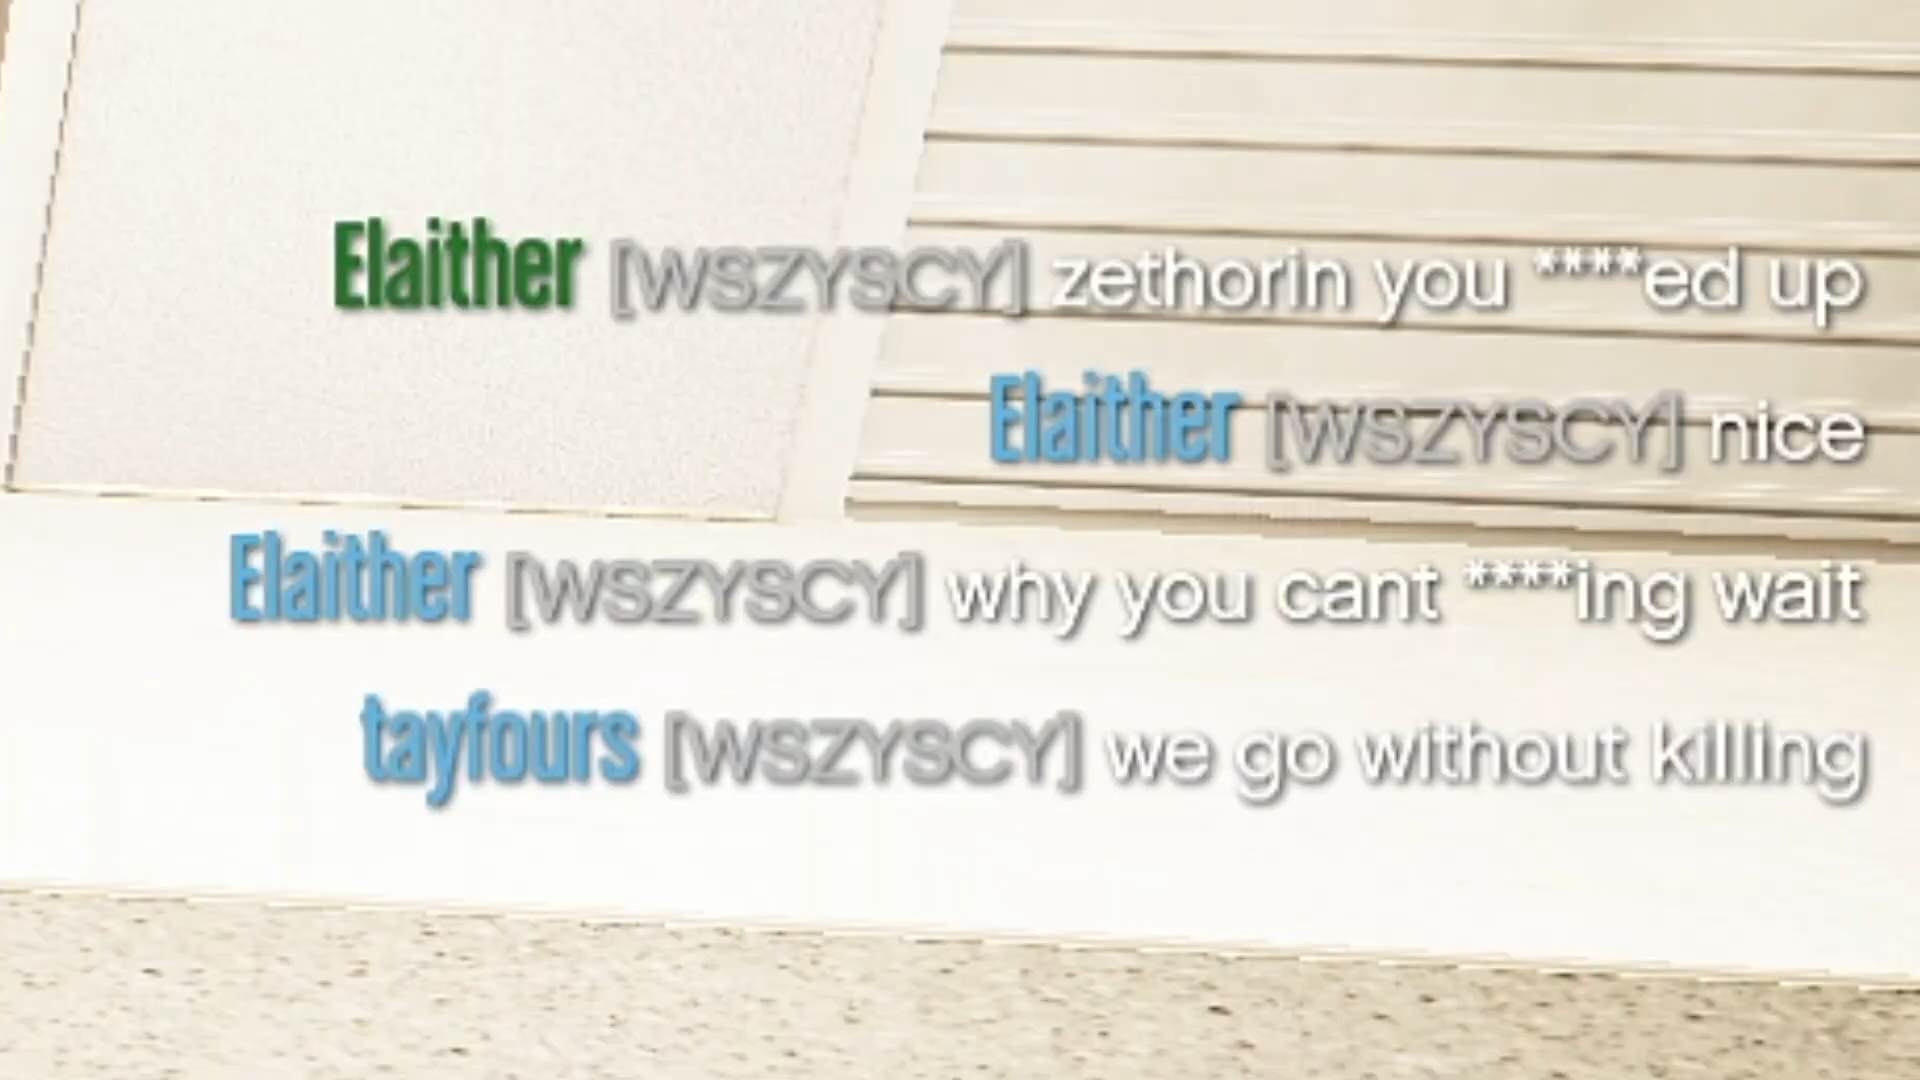 Elaither [WSZYSCY] zethorin you ****ed up
Elaither [WSZYSCY] nice
Elaither [WSZYSCY] why you cant ****ing wait
tayfours [WSZYSCY] we go without killing